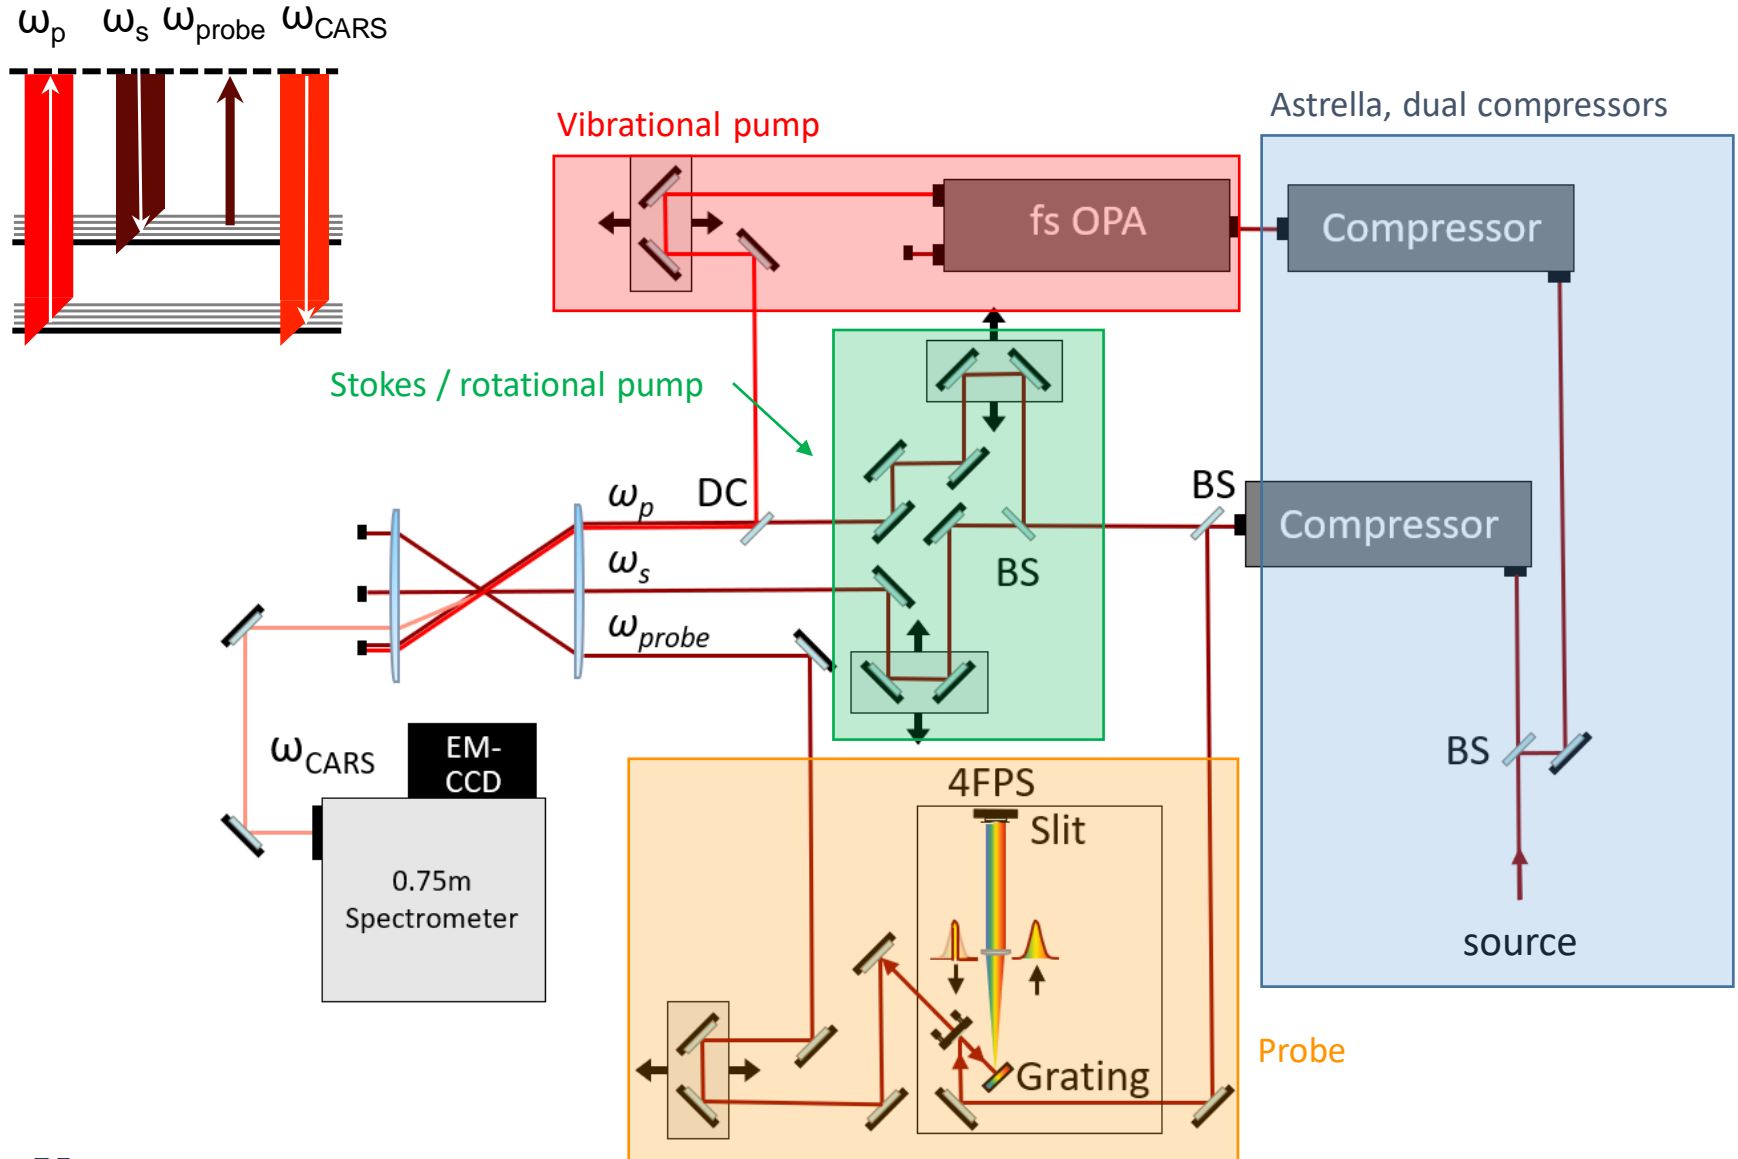 ωp ωs ωprobe ωCARS
Astrella, dual compressors
Vibrational pump
fs OPA
Compressor
Stokes / rotational pump
ωp
DC
BS
Compressor
ωs
BS
ωprobe
BS
ωCARS
EM-
CCD
4FPS
Slit
0.75m
Spectrometer
source
Probe
Grating